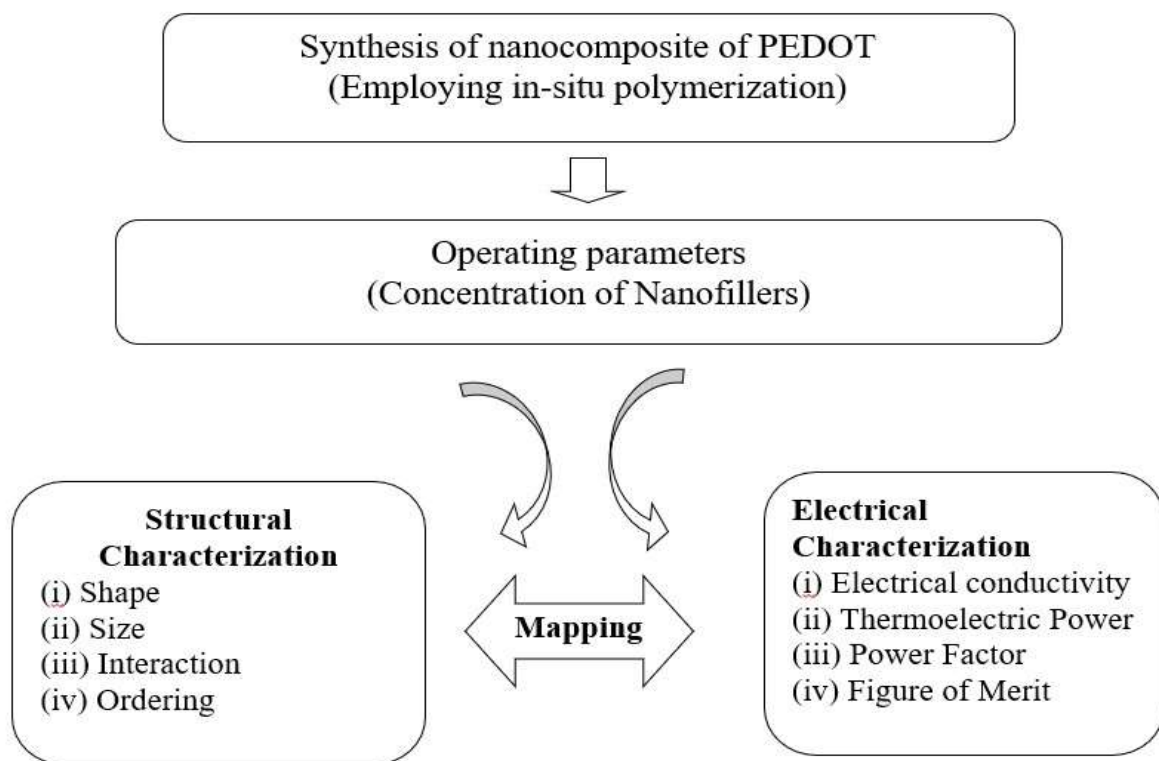 Synthesis of nanocomposite of PEDOT
(Employing in-situ polymerization)
Operating parameters
(Concentration of Nanofillers)
Structural
Characterization
(i) Shape
(ii) Size
(iii) Interaction
(iv) Ordering
Mapping
Electrical
Characterization
(i) Electrical conductivity
(ii) Thermoelectric Power
(iii) Power Factor
(iv) Figure of Merit